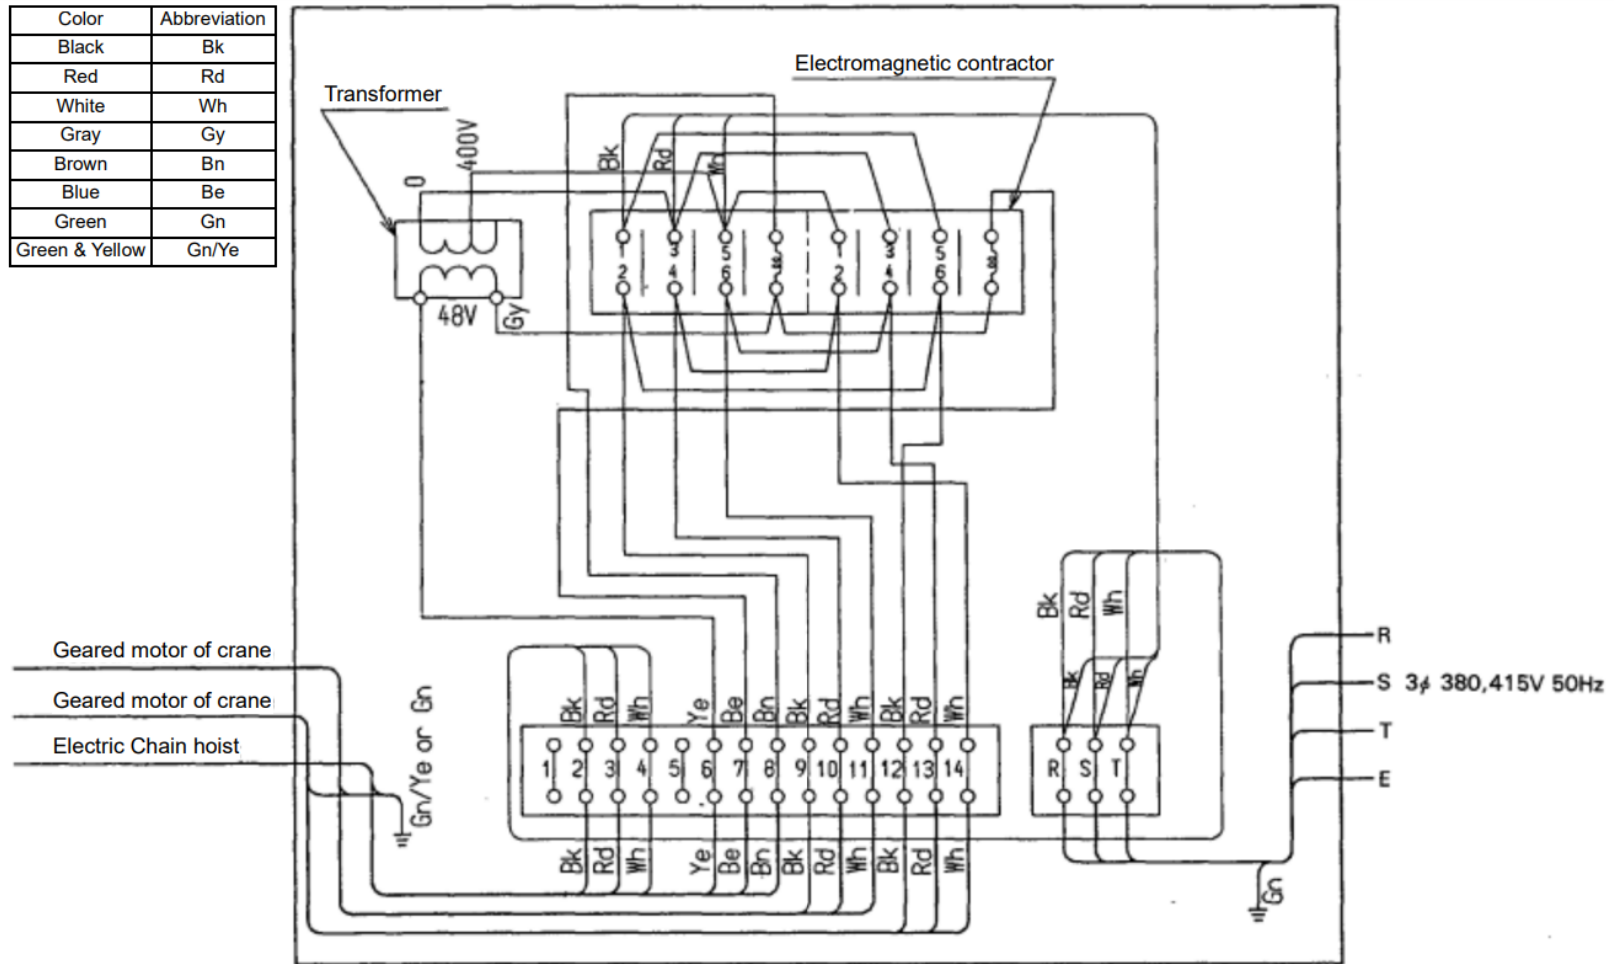 Color Abbreviation
Black Bk
Red Rd
White Wh
Gray Gy
Brown Bn
Blue Be
Green Gn
Green & Yellow Gn/Ye
Electromagnetic contractor
Transformer
0
400V
Bk
Rd
Wh
1 3 5 1 3 5
2 4 6 2 4 6
48V
Gy
Bk Rd Wh
Bk Rd Wh
R
S 3ϕ 380,415V 50Hz
T
E
Geared motor of crane
Geared motor of crane
Electric Chain hoist
Gn/Ye or Gn
Bk Rd Wh Ye Be Bn Bk Rd Wh Bk Rd Wh
1 2 3 4 5 6 7 8 9 10 11 12 13 14
R S T
Bk Rd Wh Ye Be Bn Bk Rd Wh Bk Rd Wh
Gn